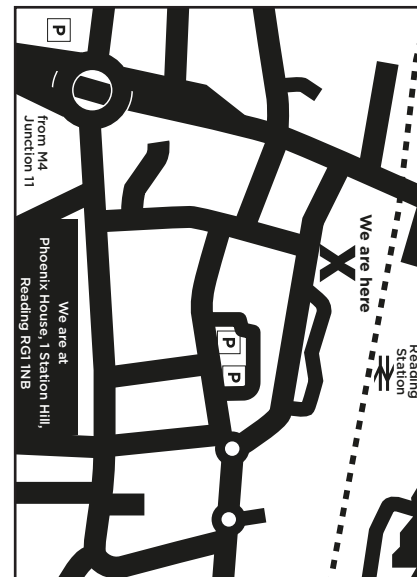 P
from M4
Junction 11
We are here
Reading
Station
P
P
We are at
Phoenix House, 1 Station Hill,
Reading RG1 1NB